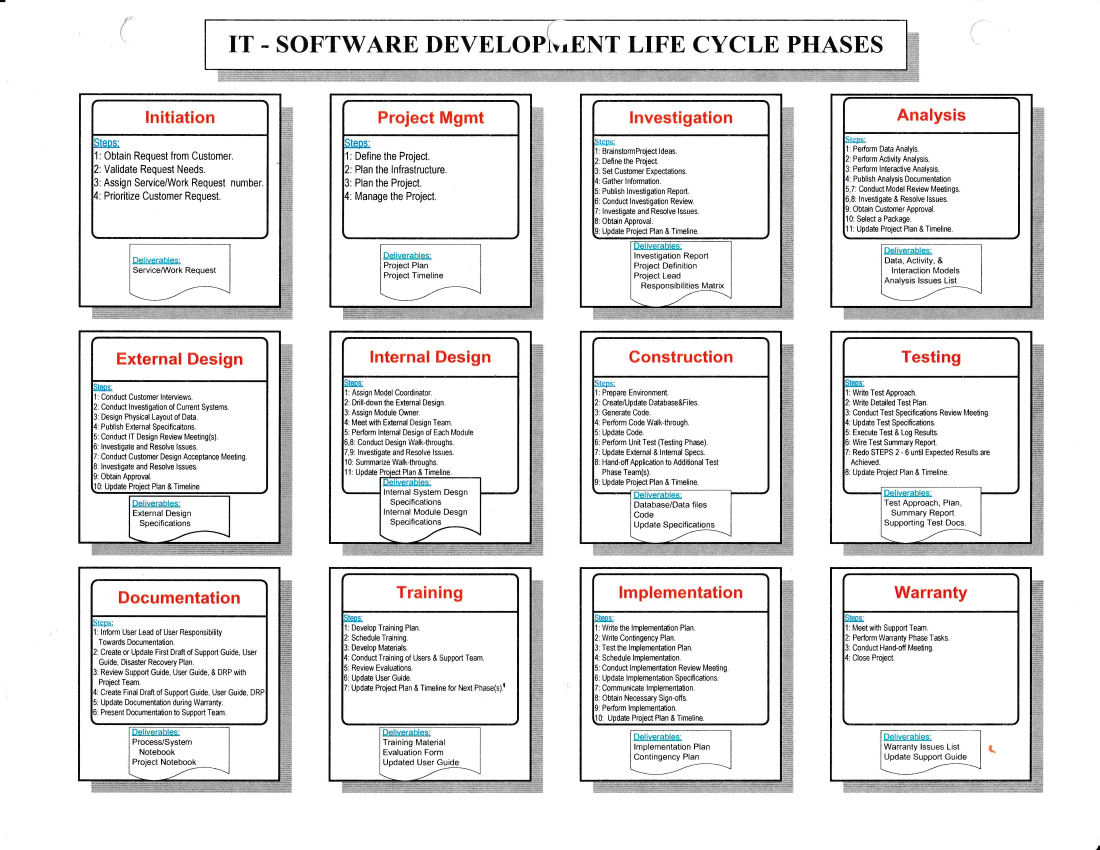 IT - SOFTWARE DEVELOPMENT LIFE CYCLE PHASES
Initiation
Steps:
1: Obtain Request from Customer.
2: Validate Request Needs.
3: Assign Service/Work Request  number.
4: Prioritize Customer Request.
Deliverables:
Service/Work Request
Project Mgmt
Steps:
1: Define the Project.
2: Plan the Infrastructure.
3: Plan the Project.
4: Manage the Project.
Deliverables:
Project Plan
Project Timeline
Investigation
Steps:
1: BrainstormProject Ideas.
2: Define the Project.
3: Set Customer Expectations.
4: Gather Information.
5: Publish Investigation Report.
6: Conduct Investigation Review.
7: Investigate and Resolve Issues.
8: Obtain Approval.
9: Update Project Plan & Timeline.
Deliverables:
Investigation Report
Project Definition
Project Lead
Responsibilities Matrix
Analysis
Steps:
1: Perform Data Analyis.
2: Perform Activity Analysis.
3: Perform Interactive Analysis.
4: Publish Analysis Documentation
5,7: Conduct Model Review Meetings.
6,8: Investigate & Resolve Issues.
9: Obtain Customer Approval.
10: Select a Package.
11: Update Project Plan & Timeline.
Deliverables:
Data, Activity, &
Interaction Models
Analysis Issues List
External Design
Steps:
1: Conduct Customer Interviews.
2: Conduct Investigation of Current Systems.
3: Design Physical Layout of Data.
4: Publish External Specificaitons.
5: Conduct IT Design Review Meeting(s).
6: Investigate and Resolve Issues.
7: Conduct Customer Design Acceptance Meeting.
8: Investigate and Resolve Issues.
9: Obtain Approval.
10: Update Project Plan & Timeline
Deliverables:
External Design
Specifications
Internal Design
Steps:
1: Assign Model Coordinator.
2: Drill-down the External Design.
3: Assign Module Owner.
4: Meet with External Design Team.
5: Perform Internal Design of Each Module
6,8: Conduct Design Walk-throughs.
7,9: Investigate and Resolve Issues.
10: Summarize Walk-throughs.
11: Update Project Plan & Timeline.
Deliverables:
Internal System Desgn
Specifications
Internal Module Desgn
Specifications
Construction
Steps:
1: Prepare Environment.
2: Create/Update Database&Files.
3: Generate Code.
4: Perform Code Walk-through.
5: Update Code.
6: Perform Unit Test (Testing Phase).
7: Update External & Internal Specs.
8: Hand-off Application to Additional Test
Phase Team(s).
9: Update Project Plan & Timeline.
Deliverables:
Database/Data files
Code
Update Specifications
Testing
Steps:
1: Write Test Approach.
2: Write Detailed Test Plan.
3: Conduct Test Specifications Review Meeting.
4: Update Test Specifications.
5: Execute Test & Log Results.
6: Wire Test Summary Report.
7: Redo STEPS 2 - 6 until Expected Results are
Achieved.
8: Update Project Plan & Timeline.
Deliverables:
Test Approach, Plan,
Summary Report
Supporting Test Docs.
Documentation
Steps:
1: Inform User Lead of User Responsibility
Towards Documentation.
2: Create or Update First Draft of Support Guide, User
Guide, Disaster Recovery Plan.
3: Review Support Guide, User Guide, & DRP with
Project Team.
4: Create Final Draft of Support Guide, User Guide, DRP
5: Update Documentation during Warranty.
6: Present Documentation to Support Team.
Deliverables:
Process/System
Notebook
Project Notebook
Training
Steps:
1: Develop Training Plan.
2: Schedule Training.
3: Develop Materials.
4: Conduct Training of Users & Support Team.
5: Review Evaluations.
6: Update User Guide.
7: Update Project Plan & Timeline for Next Phase(s).
Deliverables:
Training Material
Evaluation Form
Updated User Guide
Implementation
Steps:
1: Write the Implementation Plan.
2: Write Contingency Plan.
3: Test the Implementation Plan.
4: Schedule Implementation.
5: Conduct Implementation Review Meeting.
6: Update Implementation Specifications.
7: Communicate Implementation.
8: Obtain Necessary Sign-offs.
9: Perform Implementation.
10:  Update Project Plan & Timeline.
Deliverables:
Implementation Plan
Contingency Plan
Warranty
Steps:
1: Meet with Support Team.
2: Perform Warranty Phase Tasks.
3: Conduct Hand-off Meeting.
4: Close Project.
Deliverables:
Warranty Issues List
Update Support Guide